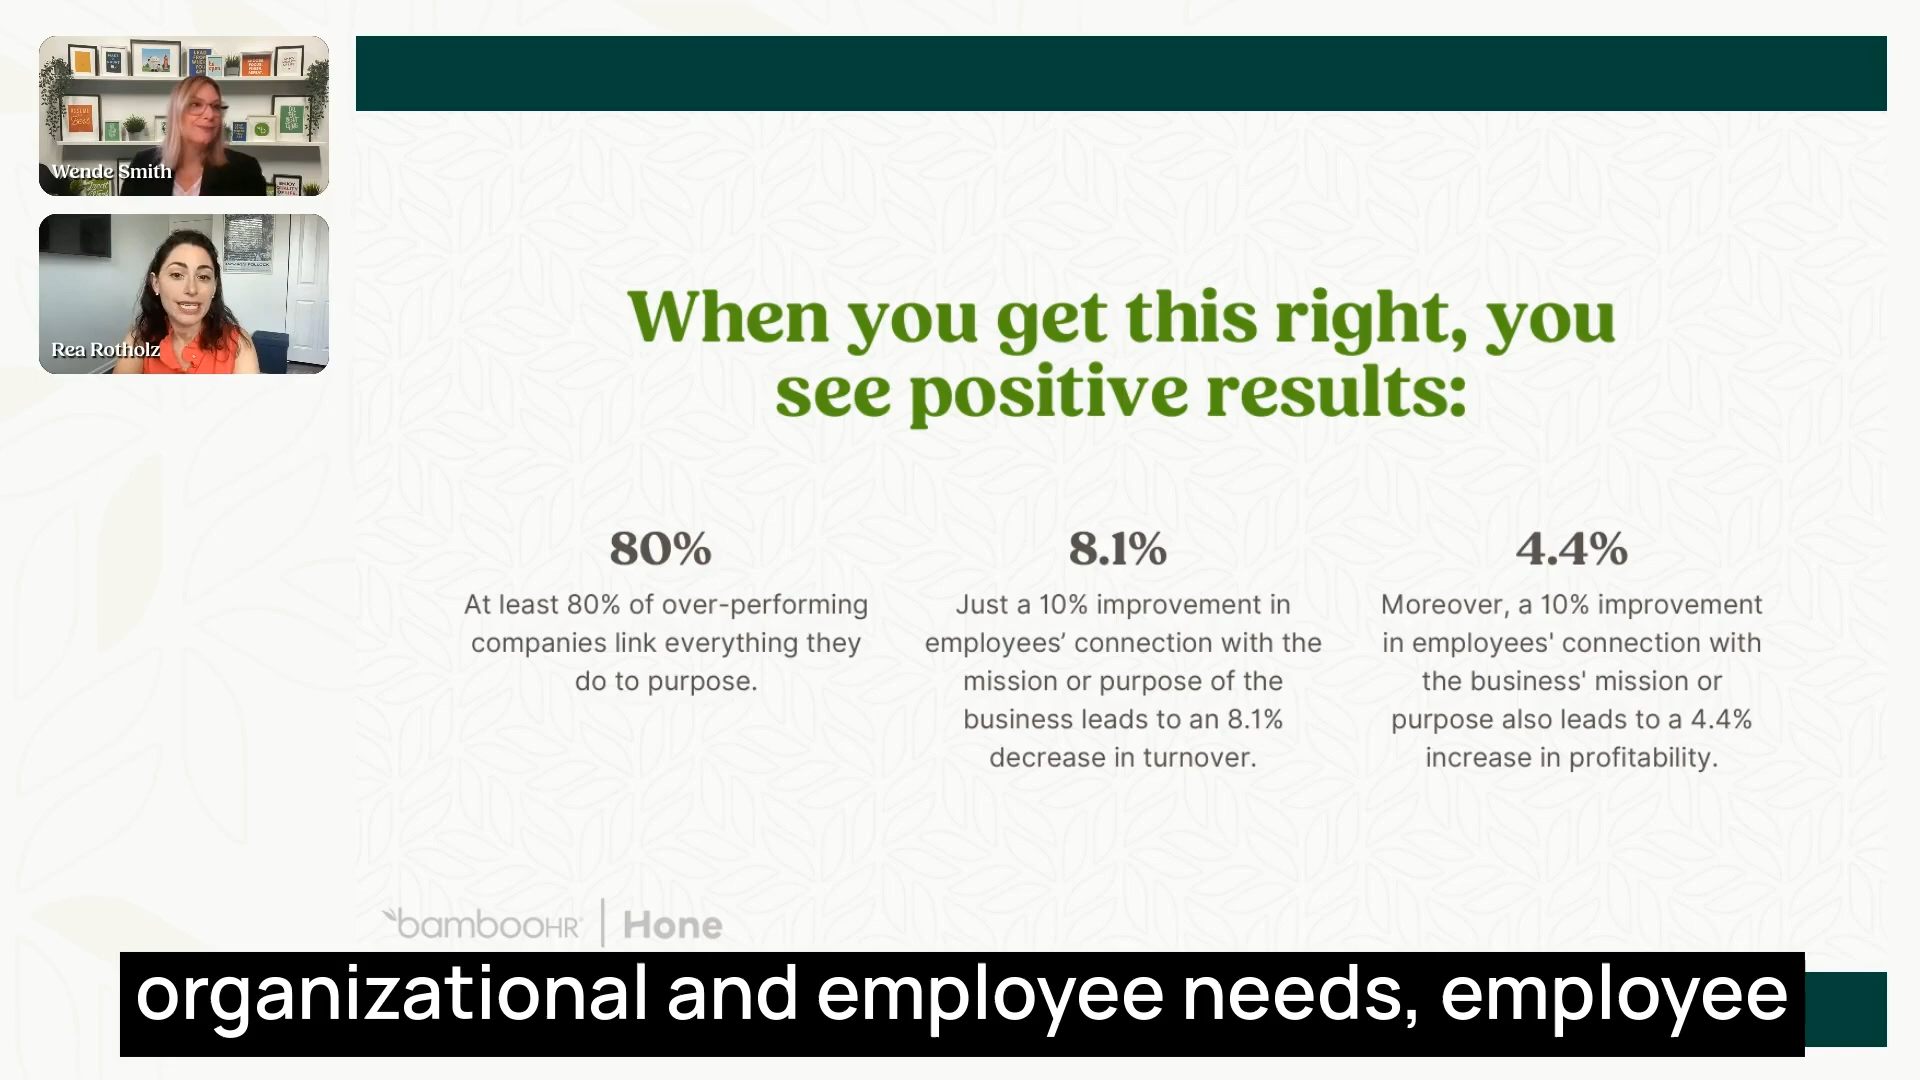 Wende Smith
Rea Rotholz
When you get this right, you
see positive results:
80%
At least 80% of over-performing
companies link everything they
do to purpose.
8.1%
Just a 10% improvement in
employees’ connection with the
mission or purpose of the
business leads to an 8.1%
decrease in turnover.
4.4%
Moreover, a 10% improvement
in employees' connection with
the business' mission or
purpose also leads to a 4.4%
increase in profitability.
bambooHR | Hone
organizational and employee needs, employee